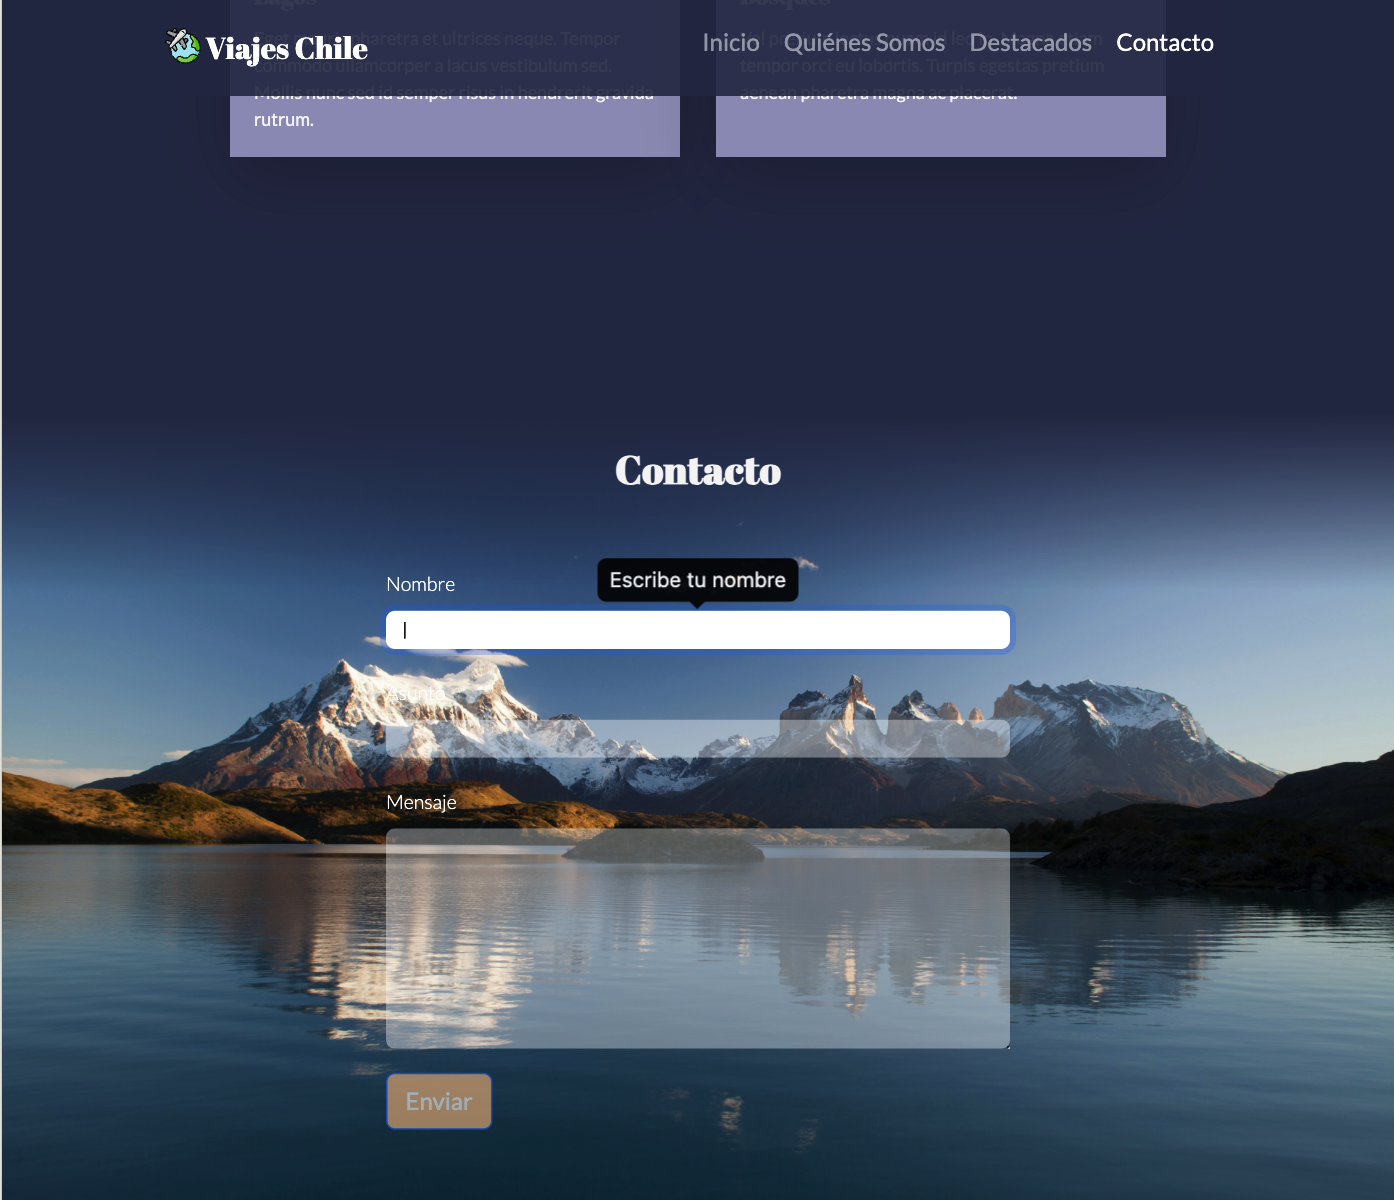 Lagos
Bosques
Viajes Chile
Inicio
Quiénes Somos
Destacados
Contacto
pharetra et ultrices neque. Tempor
commodo ullamcorper a lacus vestibulum sed.
Mollis nunc sed id semper risus in hendrerit gravida
rutrum.
tempor orci eu lobortis. Turpis egestas pretium
aenean pharetra magna ac placerat.
Contacto
Nombre
Escribe tu nombre
Asunto
Mensaje
Enviar